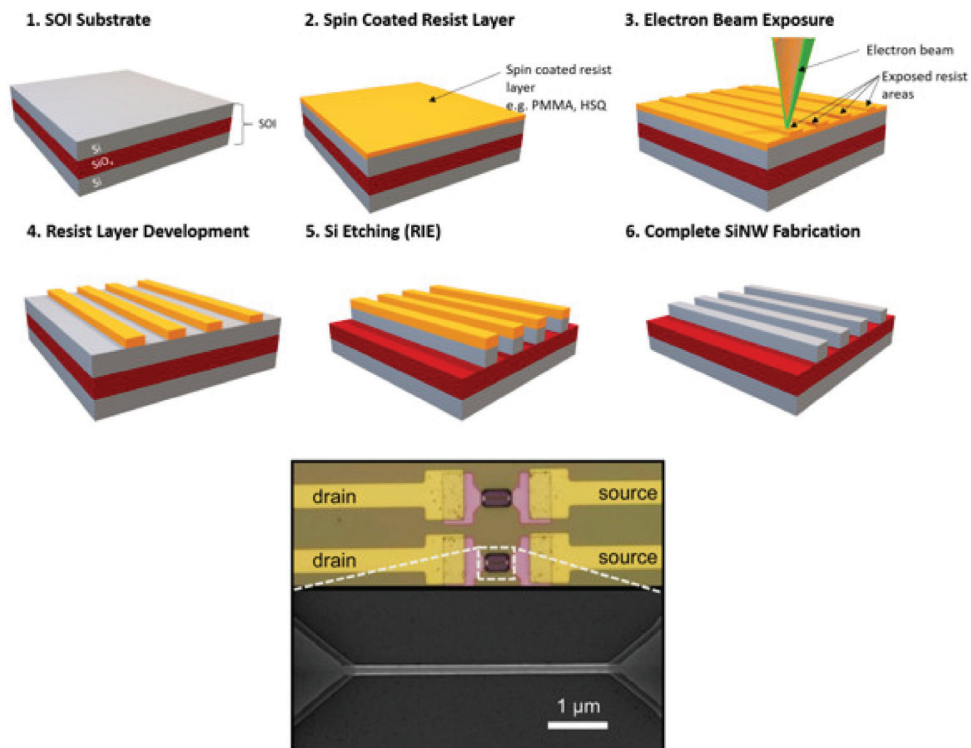 1. SOI Substrate
2. Spin Coated Resist Layer
3. Electron Beam Exposure
Spin coated resist
layer
e.g. PMMA, HSQ
Electron beam
Exposed resist
areas
SOI
Si
SiO₂
Si
4. Resist Layer Development
5. Si Etching (RIE)
6. Complete SiNW Fabrication
drain
source
drain
source
1 µm